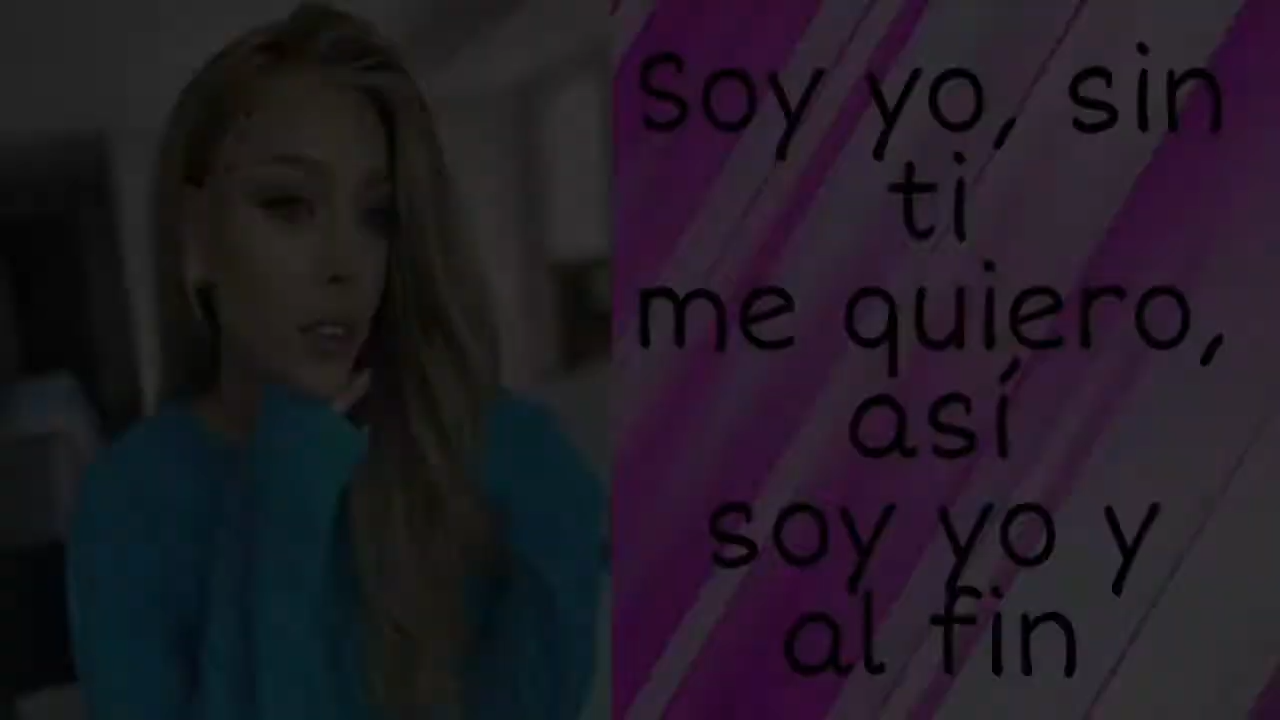 Soy yo, sin
ti
me quiero,
así
soy yo y
al fin